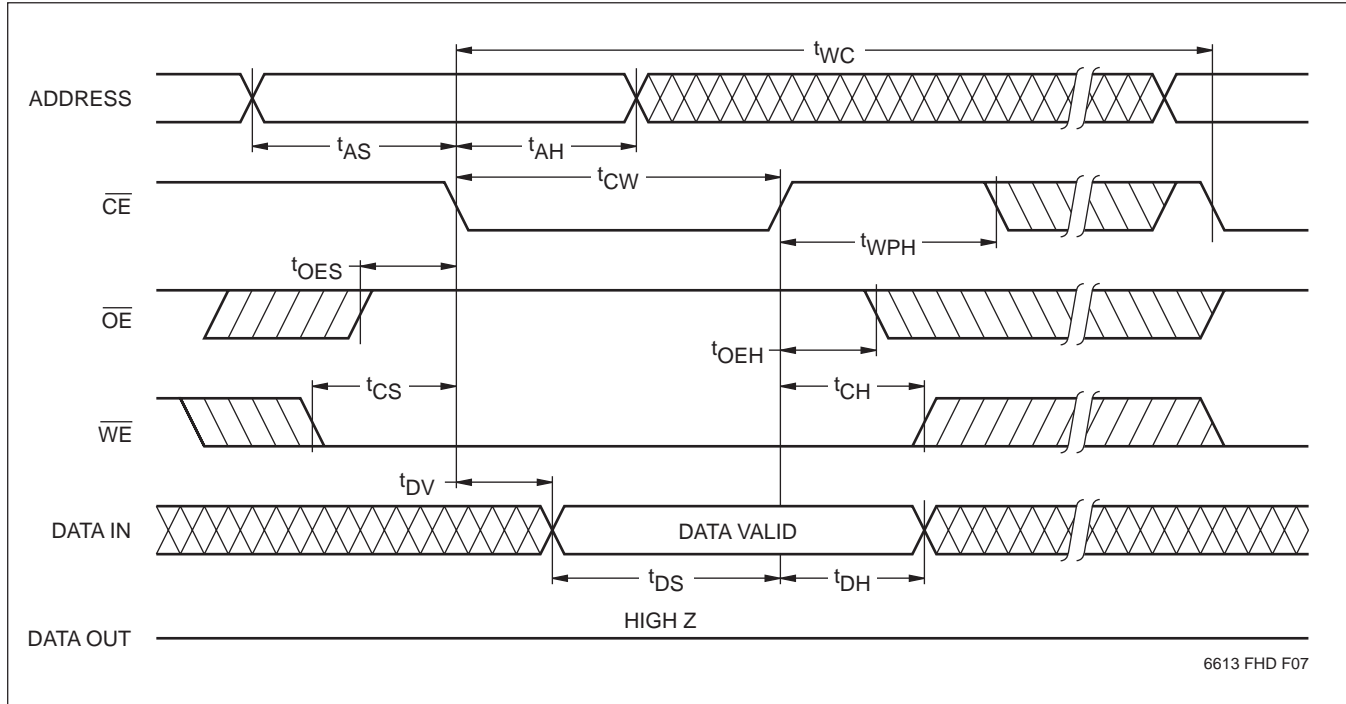 tWC
ADDRESS
tAS
tAH
tCW
CE
tWPH
tOES
OE
tOEH
tCS
tCH
WE
tDV
DATA IN
DATA VALID
tDS
tDH
HIGH Z
DATA OUT
6613 FHD F07